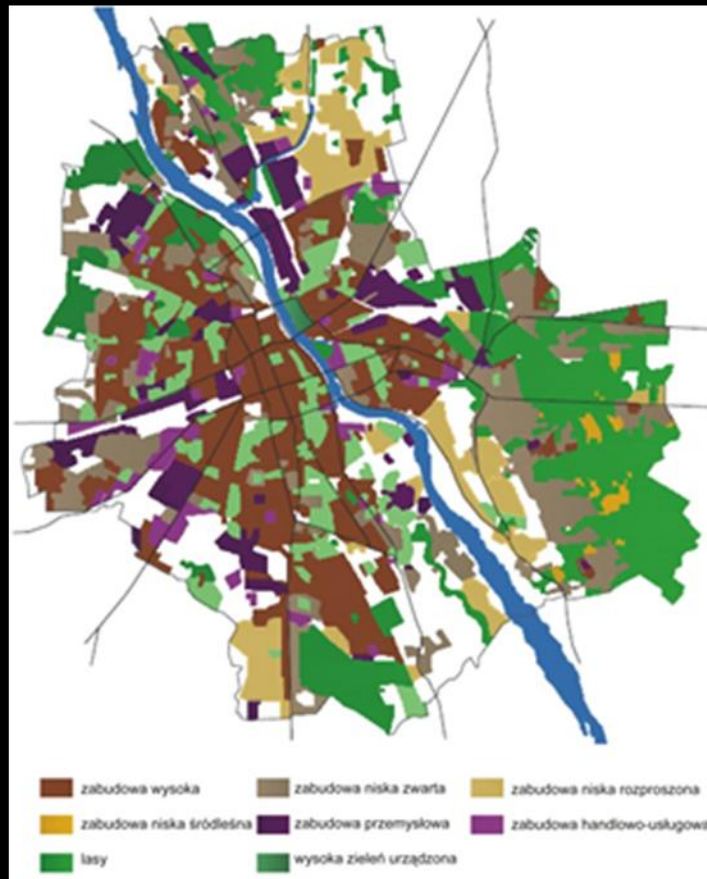 zabudowa wysoka
zabudowa niska zwarta
zabudowa niska rozproszona
zabudowa niska śródleśna
zabudowa przemysłowa
zabudowa handlowo-usługowa
lasy
wysoka zieleń urządzona